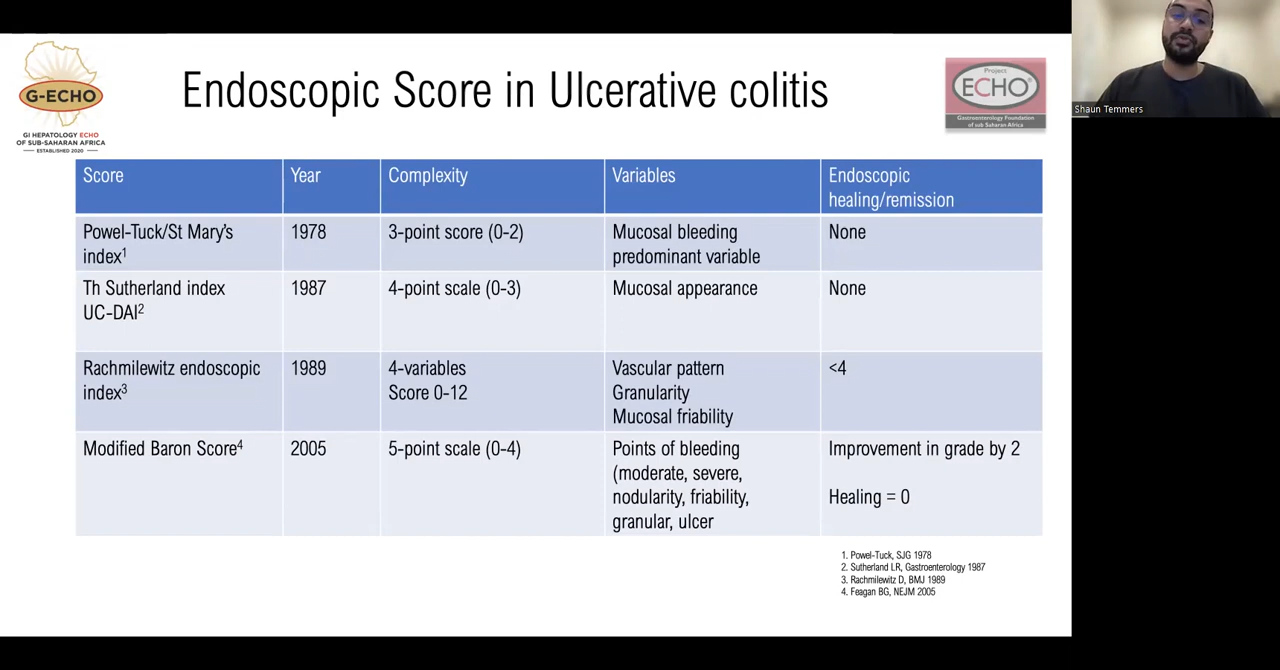 G-ECHO
GI HEPATOLOGY ECHO
OF SUB-SAHARAN AFRICA
ESTABLISHED 2020
Endoscopic Score in Ulcerative colitis
Project
ECHO®
Gastroenterology Foundation
of sub Saharan Africa
Shaun Temmers
Score
Year
Complexity
Variables
Endoscopic
healing/remission
Powel-Tuck/St Mary's
index1
1978
3-point score (0-2)
Mucosal bleeding
predominant variable
None
Th Sutherland index
UC-DAI2
1987
4-point scale (0-3)
Mucosal appearance
None
Rachmilewitz endoscopic
index3
1989
4-variables
Score 0-12
Vascular pattern
Granularity
Mucosal friability
<4
Modified Baron Score4
2005
5-point scale (0-4)
Points of bleeding
(moderate, severe,
nodularity, friability,
granular, ulcer
Improvement in grade by 2
Healing = 0
1. Powel-Tuck, SJG 1978
2. Sutherland LR, Gastroenterology 1987
3. Rachmilewitz D, BMJ 1989
4. Feagan BG, NEJM 2005